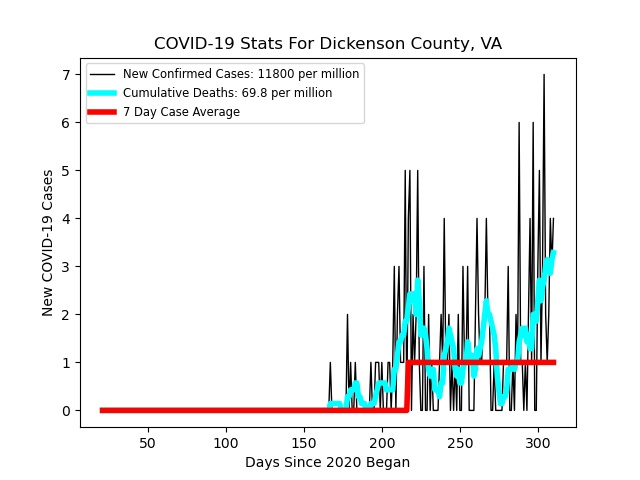 COVID-19 Stats For Dickenson County, VA
New Confirmed Cases: 11800 per million
Cumulative Deaths: 69.8 per million
7 Day Case Average
New COVID-19 Cases
7
6
5
4
3
2
1
0
50 100 150 200 250 300
Days Since 2020 Began